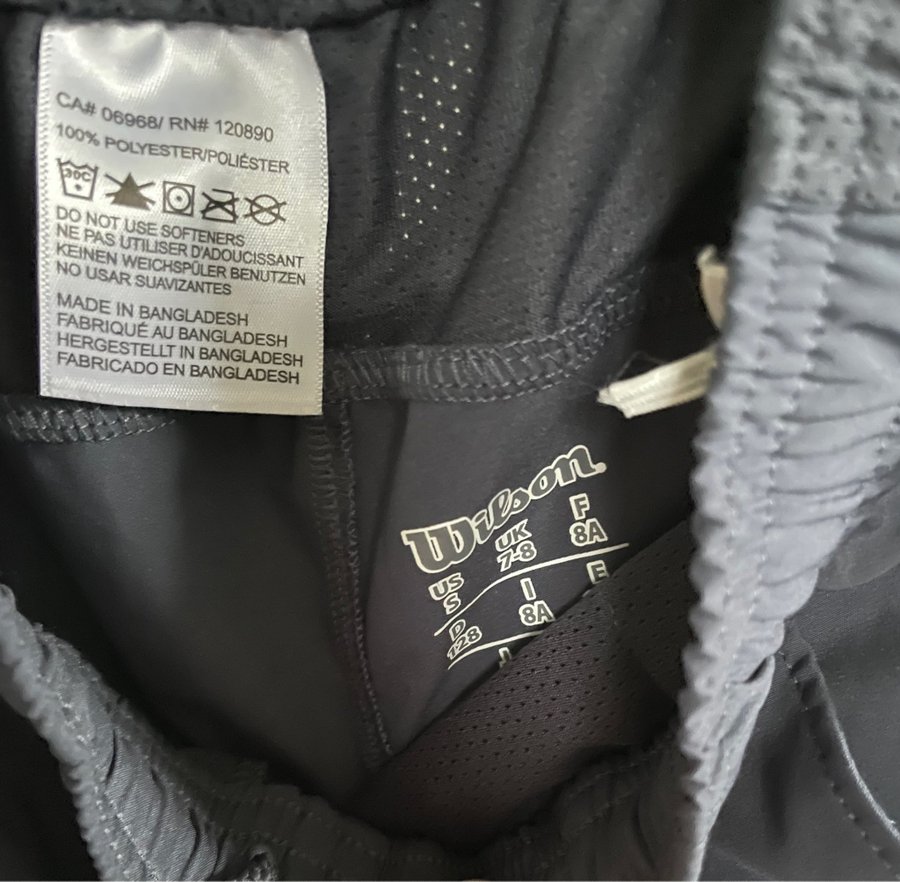 CA# 06968/ RN# 120890
100% POLYESTER/POLIÉSTER
30C
DO NOT USE SOFTENERS
NE PAS UTILISER D'ADOUCISSANT
KEINEN WEICHSPÜLER BENUTZEN
NO USAR SUAVIZANTES
MADE IN BANGLADESH
FABRIQUÉ AU BANGLADESH
HERGESTELLT IN BANGLADESH
FABRICADO EN BANGLADESH
Wilson.
US UK F
S 7-8 8A
D I E
128 8A